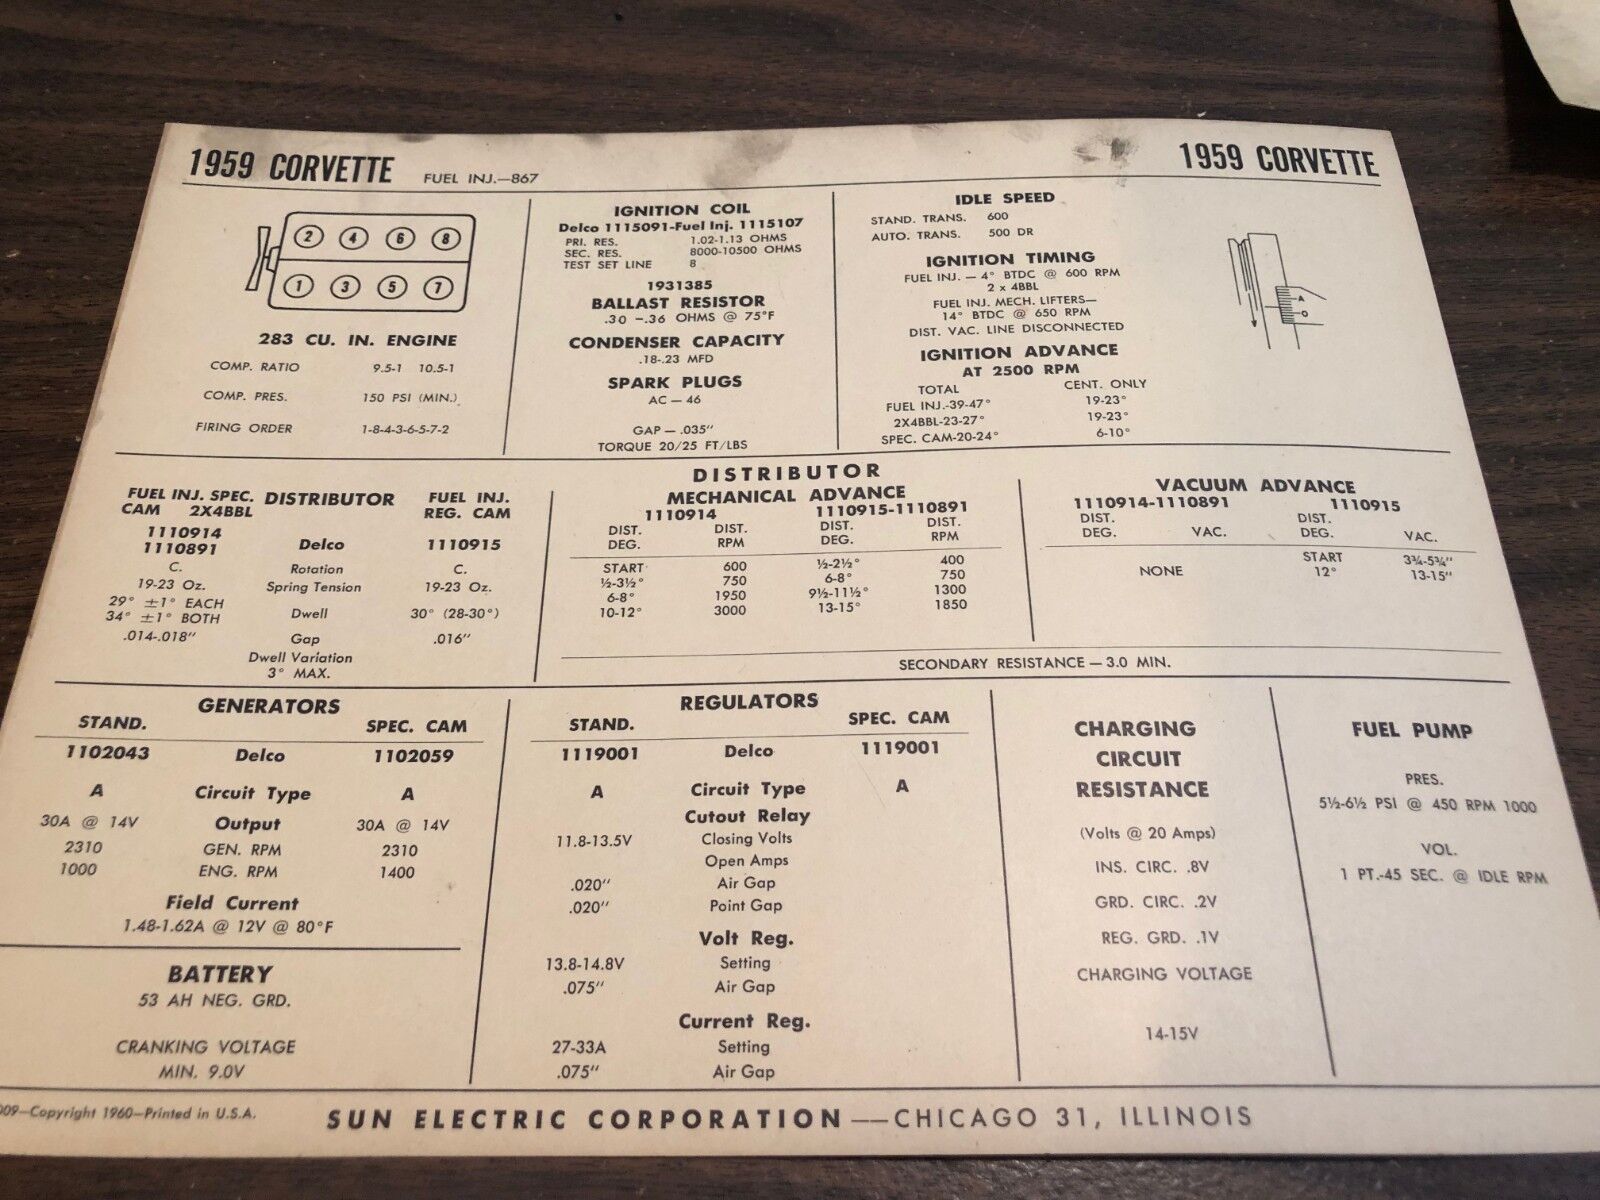 1959 CORVETTE FUEL INJ.—867 1959 CORVETTE
2 4 6 8
1 3 5 7
283 CU. IN. ENGINE
COMP. RATIO 9.5-1 10.5-1
COMP. PRES. 150 PSI (MIN.)
FIRING ORDER 1-8-4-3-6-5-7-2
IGNITION COIL
Delco 1115091-Fuel Inj. 1115107
PRI. RES. 1.02-1.13 OHMS
SEC. RES. 8000-10500 OHMS
TEST SET LINE 8
1931385
BALLAST RESISTOR
.30 —.36 OHMS @ 75°F
CONDENSER CAPACITY
.18-.23 MFD
SPARK PLUGS
AC — 46
GAP — .035"
TORQUE 20/25 FT/LBS
IDLE SPEED
STAND. TRANS. 600
AUTO. TRANS. 500 DR
IGNITION TIMING
FUEL INJ. — 4° BTDC @ 600 RPM
2 x 4BBL
FUEL INJ. MECH. LIFTERS—
14° BTDC @ 650 RPM
DIST. VAC. LINE DISCONNECTED
IGNITION ADVANCE
AT 2500 RPM
TOTAL CENT. ONLY
FUEL INJ.-39-47° 19-23°
2X4BBL-23-27° 19-23°
SPEC. CAM-20-24° 6-10°
A
O
DISTRIBUTOR
FUEL INJ. SPEC. DISTRIBUTOR FUEL INJ.
CAM 2X4BBL REG. CAM
1110914
1110891 Delco 1110915
C. Rotation C.
19-23 Oz. Spring Tension 19-23 Oz.
29° ±1° EACH
34° ±1° BOTH Dwell 30° (28-30°)
.014-.018" Gap .016"
Dwell Variation
3° MAX.
MECHANICAL ADVANCE
1110914 1110915-1110891
DIST. DIST. DIST. DIST.
DEG. RPM DEG. RPM
START 600 ½-2½° 400
½-3½° 750 6-8° 750
6-8° 1950 9½-11½° 1300
10-12° 3000 13-15° 1850
VACUUM ADVANCE
1110914-1110891 1110915
DIST. DIST.
DEG. VAC. DEG. VAC.
START 3¾-5¾"
NONE 12° 13-15"
SECONDARY RESISTANCE — 3.0 MIN.
GENERATORS
STAND. SPEC. CAM
1102043 Delco 1102059
A Circuit Type A
30A @ 14V Output 30A @ 14V
2310 GEN. RPM 2310
1000 ENG. RPM 1400
Field Current
1.48-1.62A @ 12V @ 80°F
BATTERY
53 AH NEG. GRD.
CRANKING VOLTAGE
MIN. 9.0V
REGULATORS
STAND. SPEC. CAM
1119001 Delco 1119001
A Circuit Type A
Cutout Relay
11.8-13.5V Closing Volts
Open Amps
.020" Air Gap
.020" Point Gap
Volt Reg.
13.8-14.8V Setting
.075" Air Gap
Current Reg.
27-33A Setting
.075" Air Gap
CHARGING
CIRCUIT
RESISTANCE
(Volts @ 20 Amps)
INS. CIRC. .8V
GRD. CIRC. .2V
REG. GRD. .1V
CHARGING VOLTAGE
14-15V
FUEL PUMP
PRES.
5½-6½ PSI @ 450 RPM 1000
VOL.
1 PT.-45 SEC. @ IDLE RPM
009—Copyright 1960—Printed in U.S.A. SUN ELECTRIC CORPORATION —— CHICAGO 31, ILLINOIS